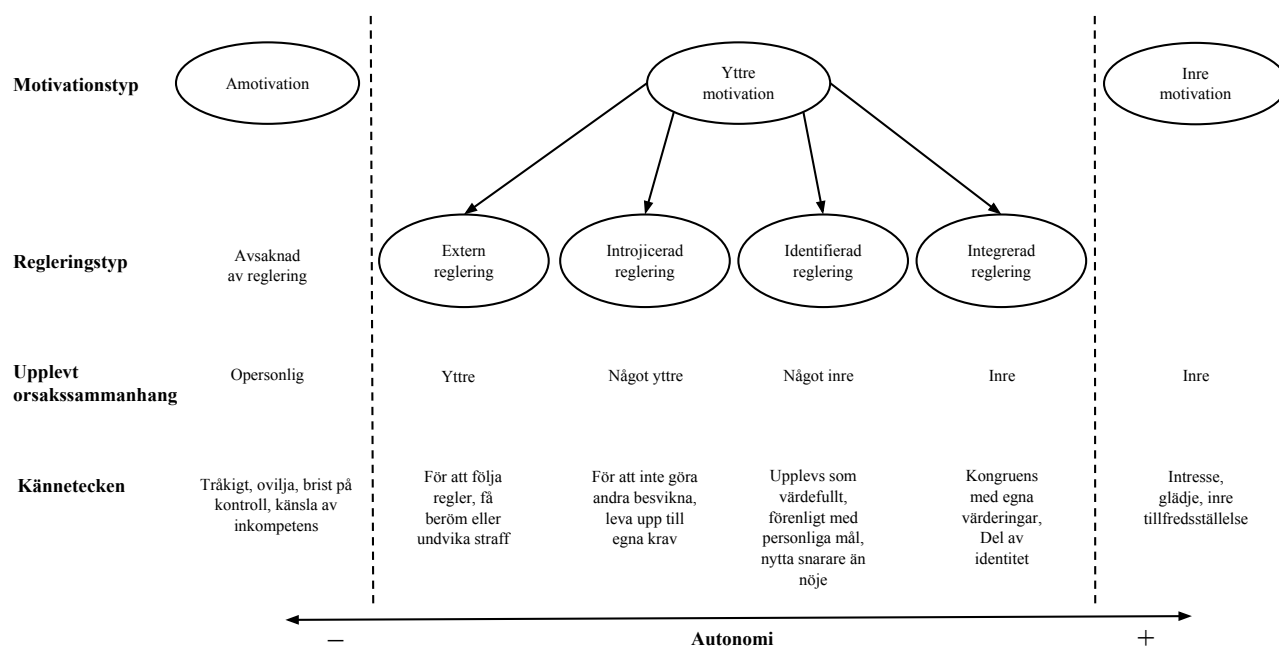 Motivationstyp
Amotivation
Yttre
motivation
Inre
motivation
Regleringstyp
Avsaknad
av reglering
Extern
reglering
Introjicerad
reglering
Identifierad
reglering
Integrerad
reglering
Upplevt
orsakssammanhang
Opersonlig
Yttre
Något yttre
Något inre
Inre
Inre
Kännetecken
Tråkigt, ovilja, brist på
kontroll, känsla av
inkompetens
För att följa
regler, få
beröm eller
undvika straff
För att inte göra
andra besvikna,
leva upp till
egna krav
Upplevs som
värdefullt,
förenligt med
personliga mål,
nytta snarare än
nöje
Kongruens
med egna
värderingar,
Del av
identitet
Intresse,
glädje, inre
tillfredsställelse
− Autonomi +